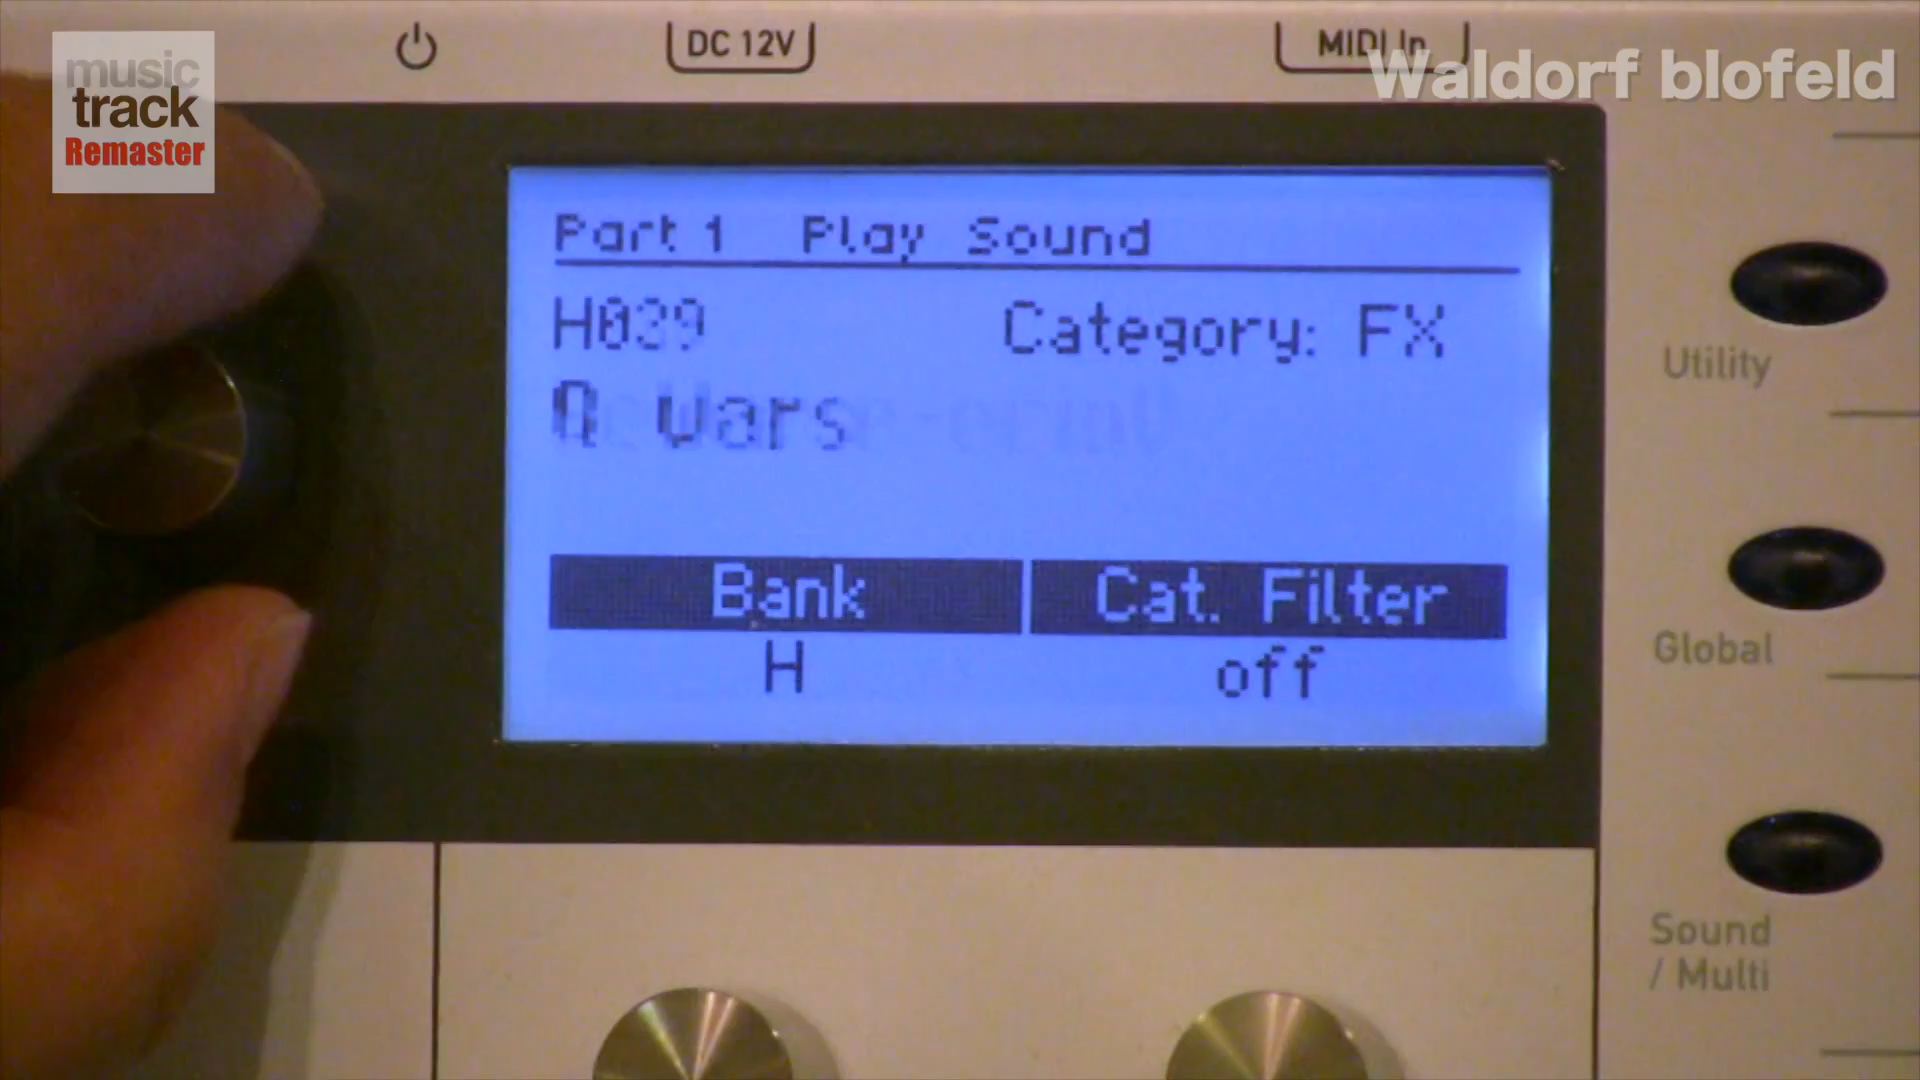 music
track
Remaster
DC 12V
MIDI In
Waldorf blofeld
Part 1 Play Sound
H039 Category: FX
wars
Bank Cat. Filter
H off
Utility
Global
Sound
/ Multi